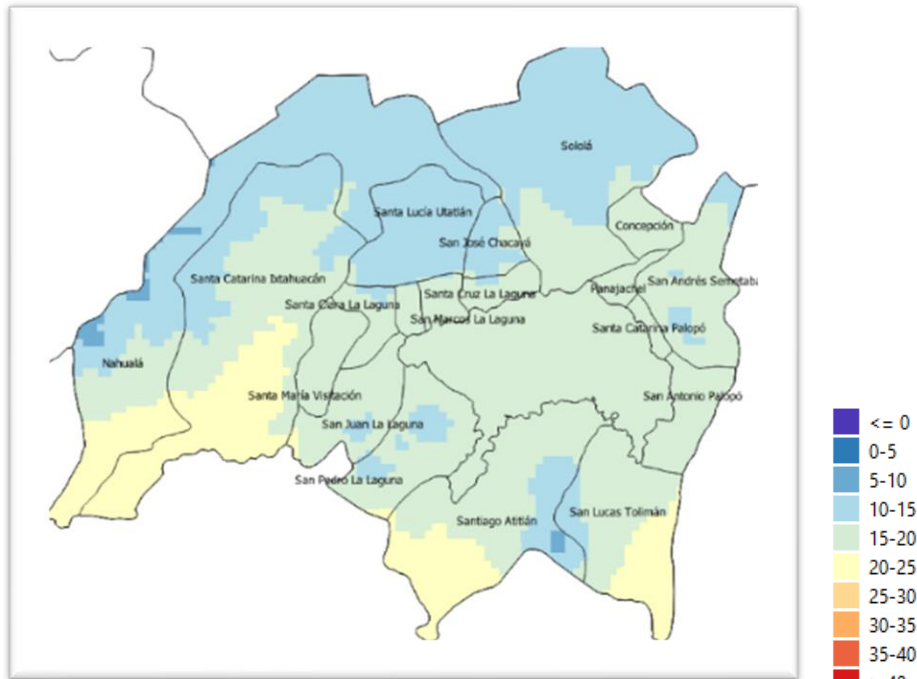 Sololá
Santa Lucía Utatlán
Concepción
San José Chacayá
Santa Catarina Ixtahuacán
San Andrés Semetaba
Panajachel
Santa Cruz La Laguna
Santa Clara La Laguna
San Marcos La Laguna
Santa Catarina Palopó
Nahualá
Santa María Visitación
San Antonio Palopó
San Juan La Laguna
San Pedro La Laguna
San Lucas Tolimán
Santiago Atitlán
<= 0
0-5
5-10
10-15
15-20
20-25
25-30
30-35
35-40